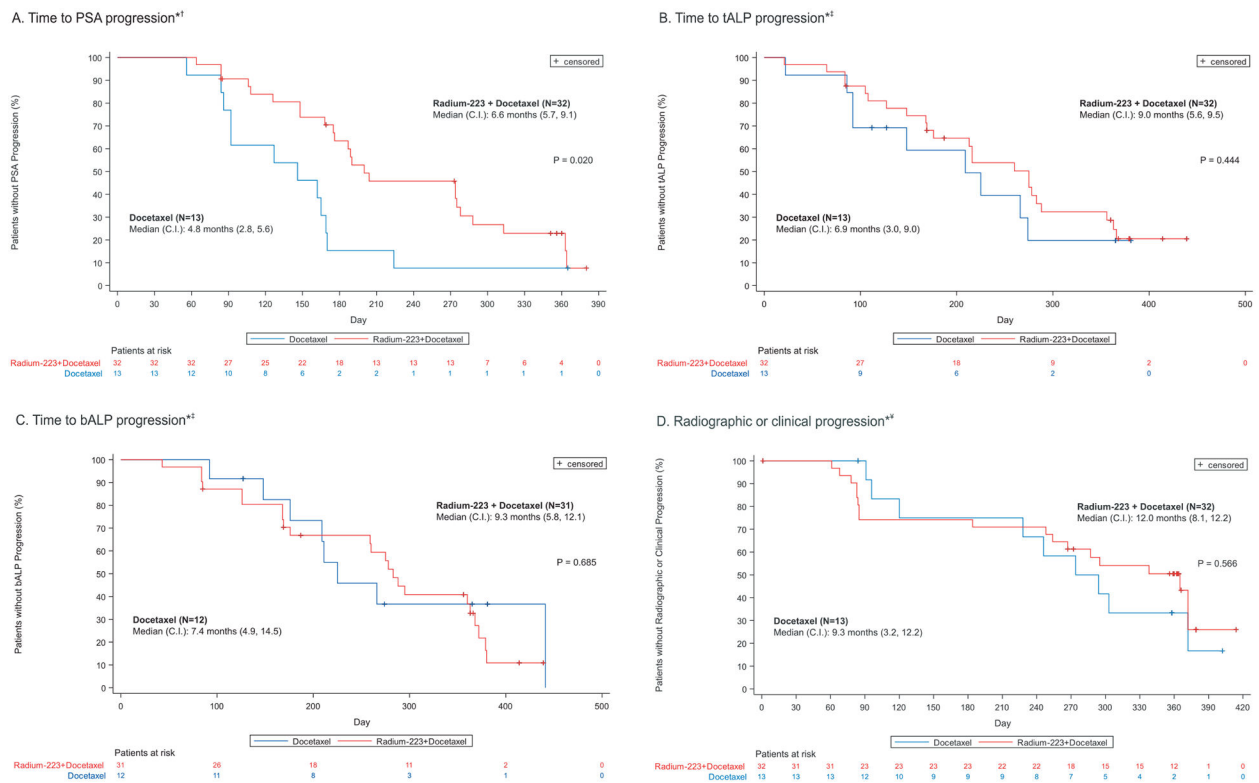 A. Time to PSA progression*†
+ censored
Radium-223 + Docetaxel (N=32)
Median (C.I.): 6.6 months (5.7, 9.1)
P = 0.020
Docetaxel (N=13)
Median (C.I.): 4.8 months (2.8, 5.6)
Patients without PSA Progression (%)
100
90
80
70
60
50
40
30
20
10
0
0 30 60 90 120 150 180 210 240 270 300 330 360 390
Day
Docetaxel Radium-223+Docetaxel
Patients at risk
Radium-223+Docetaxel 32 32 32 27 25 22 18 13 13 13 7 6 4 0
Docetaxel 13 13 12 10 8 6 2 2 1 1 1 1 1 0
B. Time to tALP progression*‡
+ censored
Radium-223 + Docetaxel (N=32)
Median (C.I.): 9.0 months (5.6, 9.5)
P = 0.444
Docetaxel (N=13)
Median (C.I.): 6.9 months (3.0, 9.0)
Patients without tALP Progression (%)
100
90
80
70
60
50
40
30
20
10
0
0 100 200 300 400 500
Day
Docetaxel Radium-223+Docetaxel
Patients at risk
Radium-223+Docetaxel 32 27 18 9 2 0
Docetaxel 13 9 6 2 0
C. Time to bALP progression*‡
+ censored
Radium-223 + Docetaxel (N=31)
Median (C.I.): 9.3 months (5.8, 12.1)
P = 0.685
Docetaxel (N=12)
Median (C.I.): 7.4 months (4.9, 14.5)
Patients without bALP Progression (%)
100
90
80
70
60
50
40
30
20
10
0
0 100 200 300 400 500
Day
Docetaxel Radium-223+Docetaxel
Patients at risk
Radium-223+Docetaxel 31 26 18 11 2 0
Docetaxel 12 11 8 3 1 0
D. Radiographic or clinical progression*¥
+ censored
Radium-223 + Docetaxel (N=32)
Median (C.I.): 12.0 months (8.1, 12.2)
P = 0.566
Docetaxel (N=13)
Median (C.I.): 9.3 months (3.2, 12.2)
Patients without Radiographic or Clinical Progression (%)
100
90
80
70
60
50
40
30
20
10
0
0 30 60 90 120 150 180 210 240 270 300 330 360 390 420
Day
Docetaxel Radium-223+Docetaxel
Patients at risk
Radium-223+Docetaxel 32 31 31 23 23 23 23 22 22 18 15 15 12 1 0
Docetaxel 13 13 13 12 10 9 9 9 8 7 5 4 2 1 0